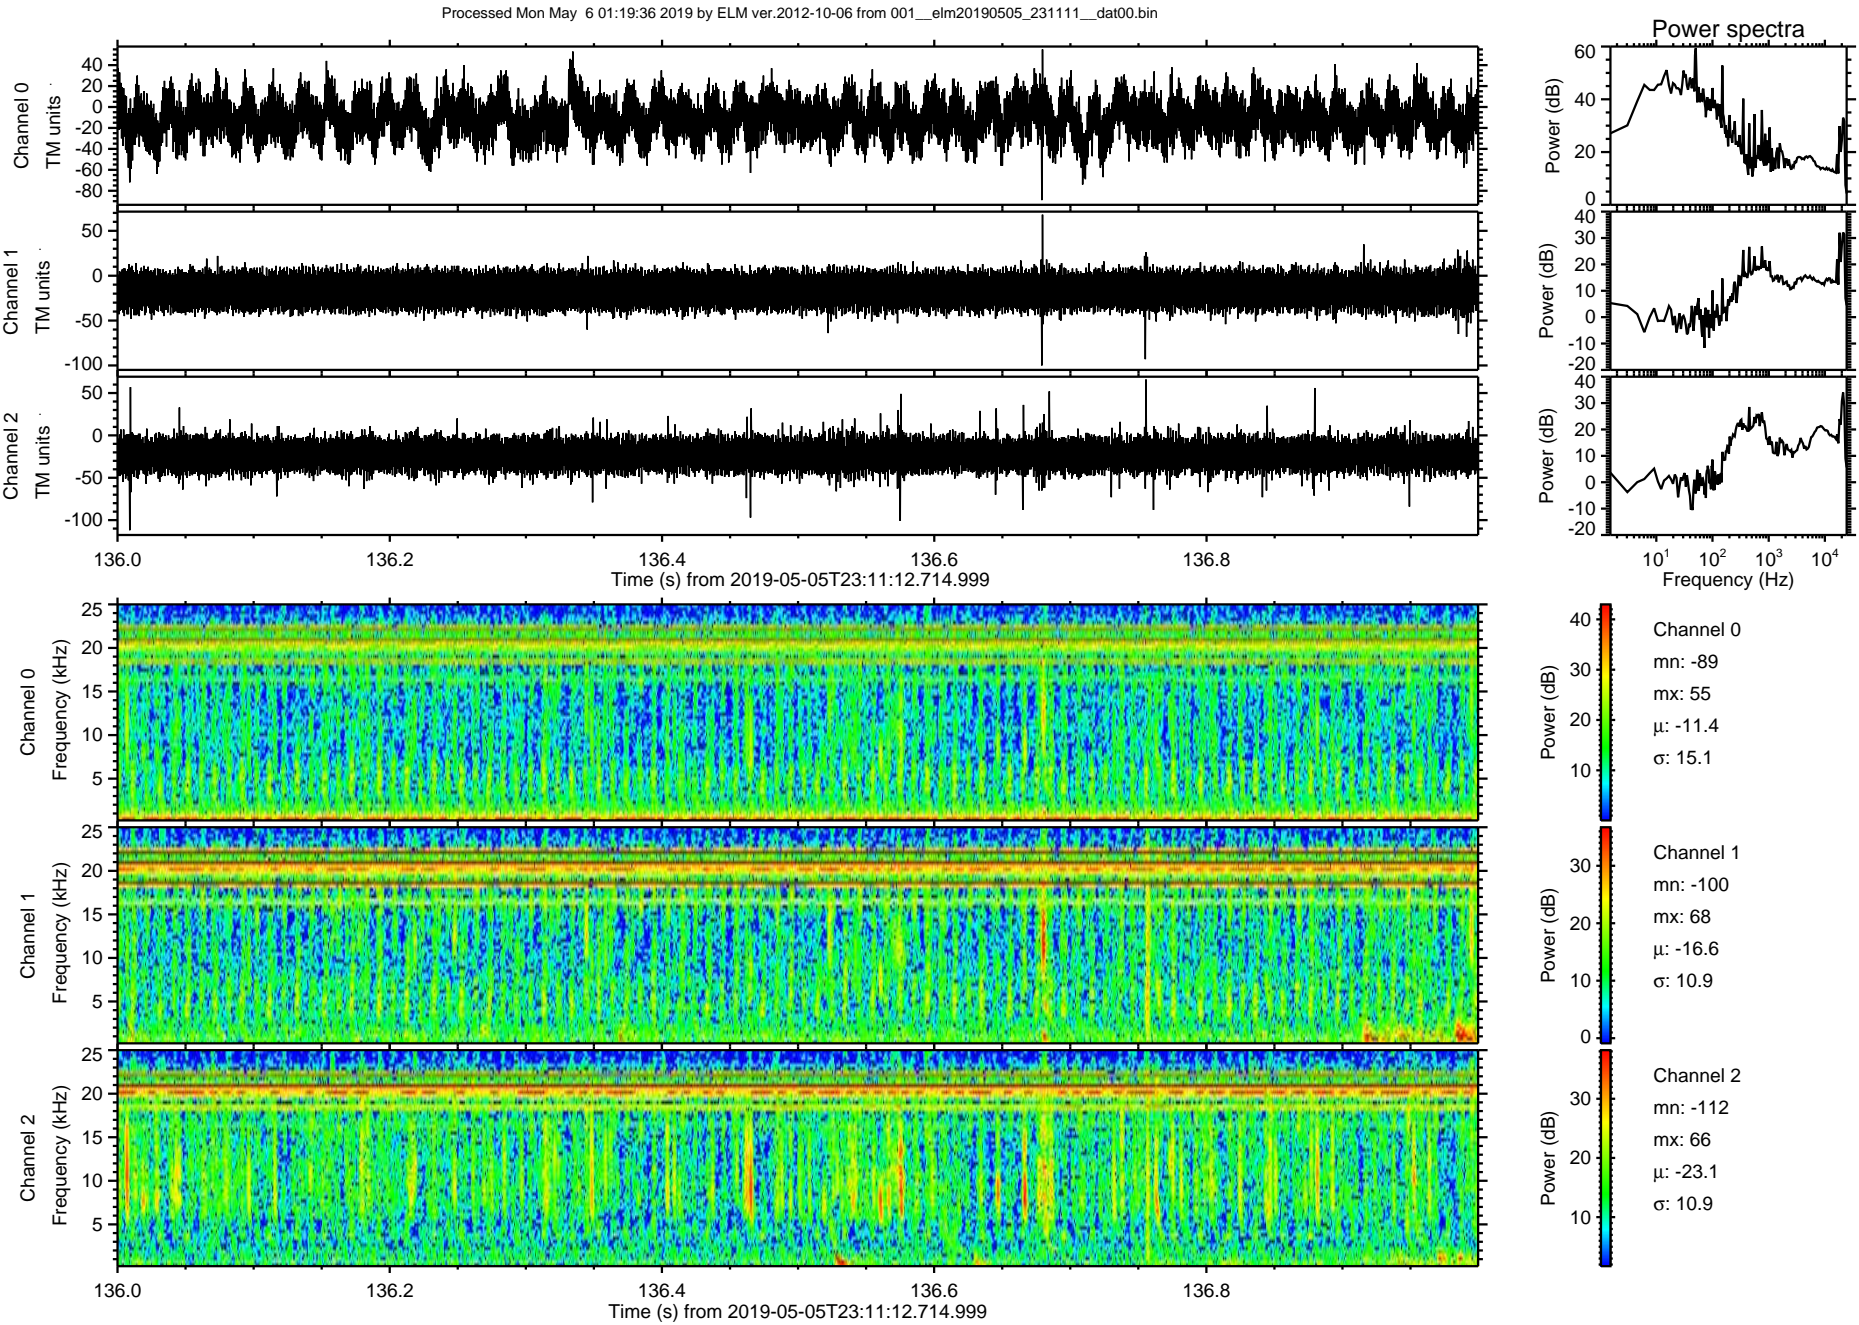 Processed Mon May  6 01:19:36 2019 by ELM ver.2012-10-06 from 001__elm20190505_231111__dat00.bin
Power spectra
Channel 0
TM units
40
20
0
-20
-40
-60
-80
Power (dB)
60
40
20
0
Channel 1
TM units
50
0
-50
-100
Power (dB)
40
30
20
10
0
-10
-20
Channel 2
TM units
50
0
-50
-100
Power (dB)
40
30
20
10
0
-10
-20
136.0 136.2 136.4 136.6 136.8
Time (s) from 2019-05-05T23:11:12.714.999
10¹ 10² 10³ 10⁴
Frequency (Hz)
Channel 0
Frequency (kHz)
25
20
15
10
5
Power (dB)
40
30
20
10
Channel 0
mn: -89
mx: 55
μ: -11.4
σ: 15.1
Channel 1
Frequency (kHz)
25
20
15
10
5
Power (dB)
30
20
10
0
Channel 1
mn: -100
mx: 68
μ: -16.6
σ: 10.9
Channel 2
Frequency (kHz)
25
20
15
10
5
Power (dB)
30
20
10
Channel 2
mn: -112
mx: 66
μ: -23.1
σ: 10.9
136.0 136.2 136.4 136.6 136.8
Time (s) from 2019-05-05T23:11:12.714.999